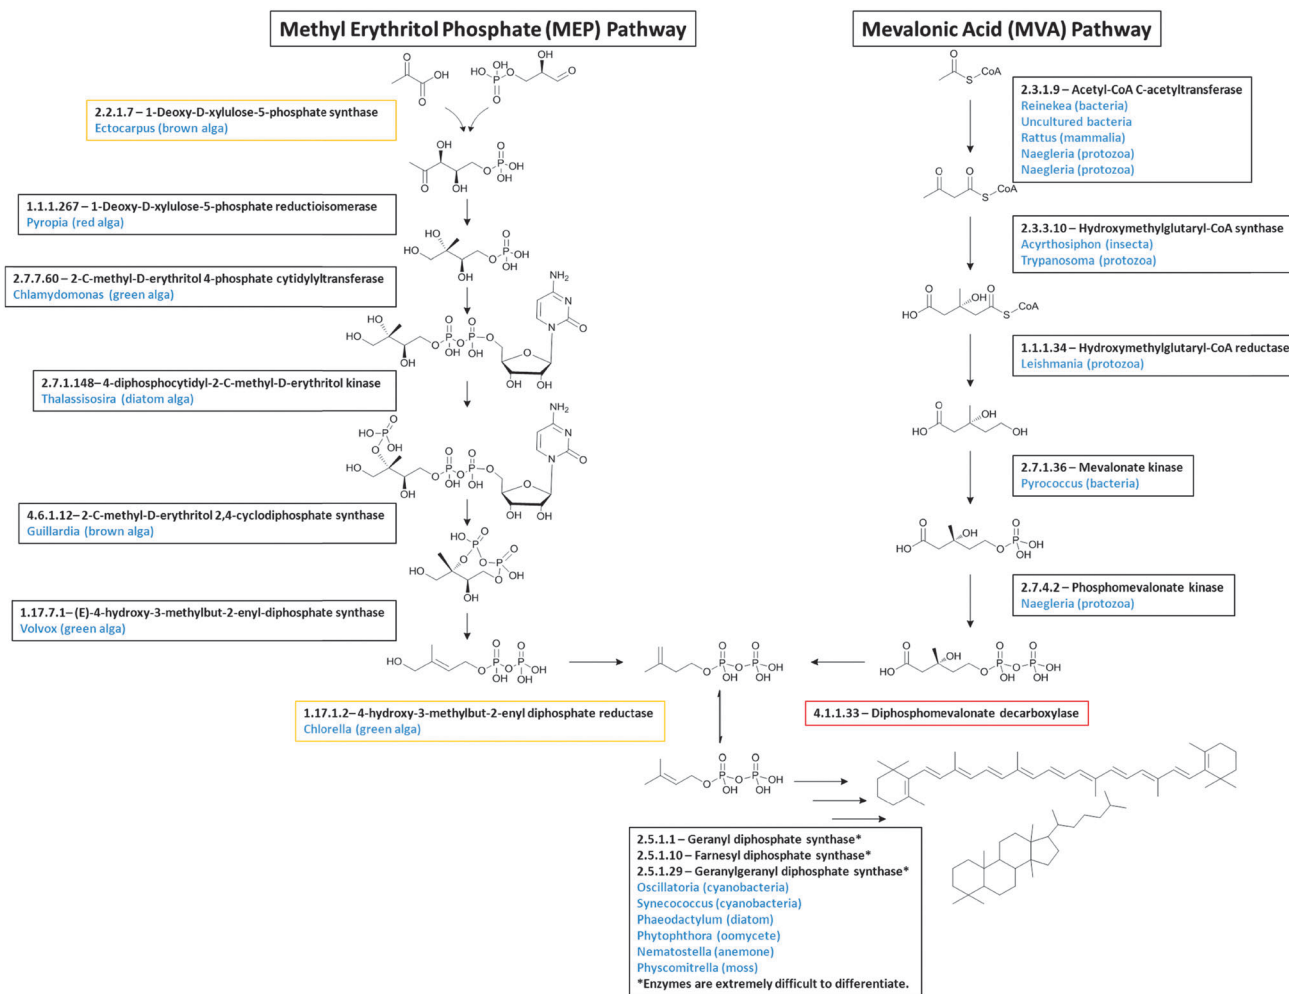 Methyl Erythritol Phosphate (MEP) Pathway
2.2.1.7 – 1-Deoxy-D-xylulose-5-phosphate synthase
Ectocarpus (brown alga)
1.1.1.267 – 1-Deoxy-D-xylulose-5-phosphate reductioisomerase
Pyropia (red alga)
2.7.7.60 – 2-C-methyl-D-erythritol 4-phosphate cytidylyltransferase
Chlamydomonas (green alga)
2.7.1.148– 4-diphosphocytidyl-2-C-methyl-D-erythritol kinase
Thalassiosira (diatom alga)
4.6.1.12– 2-C-methyl-D-erythritol 2,4-cyclodiphosphate synthase
Guillardia (brown alga)
1.17.7.1– (E)-4-hydroxy-3-methylbut-2-enyl-diphosphate synthase
Volvox (green alga)
1.17.1.2– 4-hydroxy-3-methylbut-2-enyl diphosphate reductase
Chlorella (green alga)
Mevalonic Acid (MVA) Pathway
2.3.1.9 – Acetyl-CoA C-acetyltransferase
Reinekea (bacteria)
Uncultured bacteria
Rattus (mammalia)
Naegleria (protozoa)
Naegleria (protozoa)
2.3.3.10 – Hydroxymethylglutaryl-CoA synthase
Acyrthosiphon (insecta)
Trypanosoma (protozoa)
1.1.1.34 – Hydroxymethylglutaryl-CoA reductase
Leishmania (protozoa)
2.7.1.36 – Mevalonate kinase
Pyrococcus (bacteria)
2.7.4.2 – Phosphomevalonate kinase
Naegleria (protozoa)
4.1.1.33 – Diphosphomevalonate decarboxylase
2.5.1.1 – Geranyl diphosphate synthase*
2.5.1.10 – Farnesyl diphosphate synthase*
2.5.1.29 – Geranylgeranyl diphosphate synthase*
Oscillatoria (cyanobacteria)
Synecococcus (cyanobacteria)
Phaeodactylum (diatom)
Phytophthora (oomycete)
Nematostella (anemone)
Physcomitrella (moss)
*Enzymes are extremely difficult to differentiate.